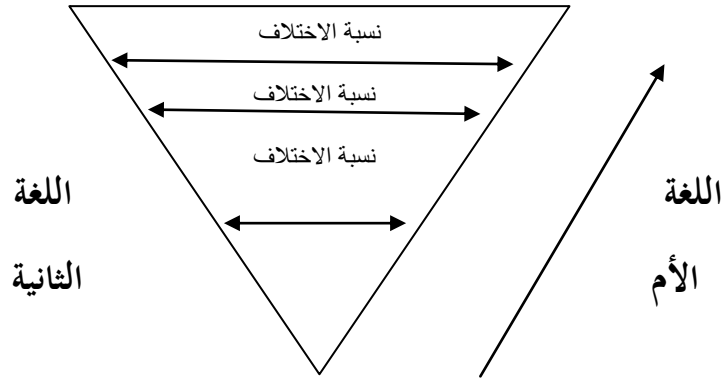 نسبة الاختلاف
نسبة الاختلاف
نسبة الاختلاف
اللغة
الأم
اللغة
الثانية